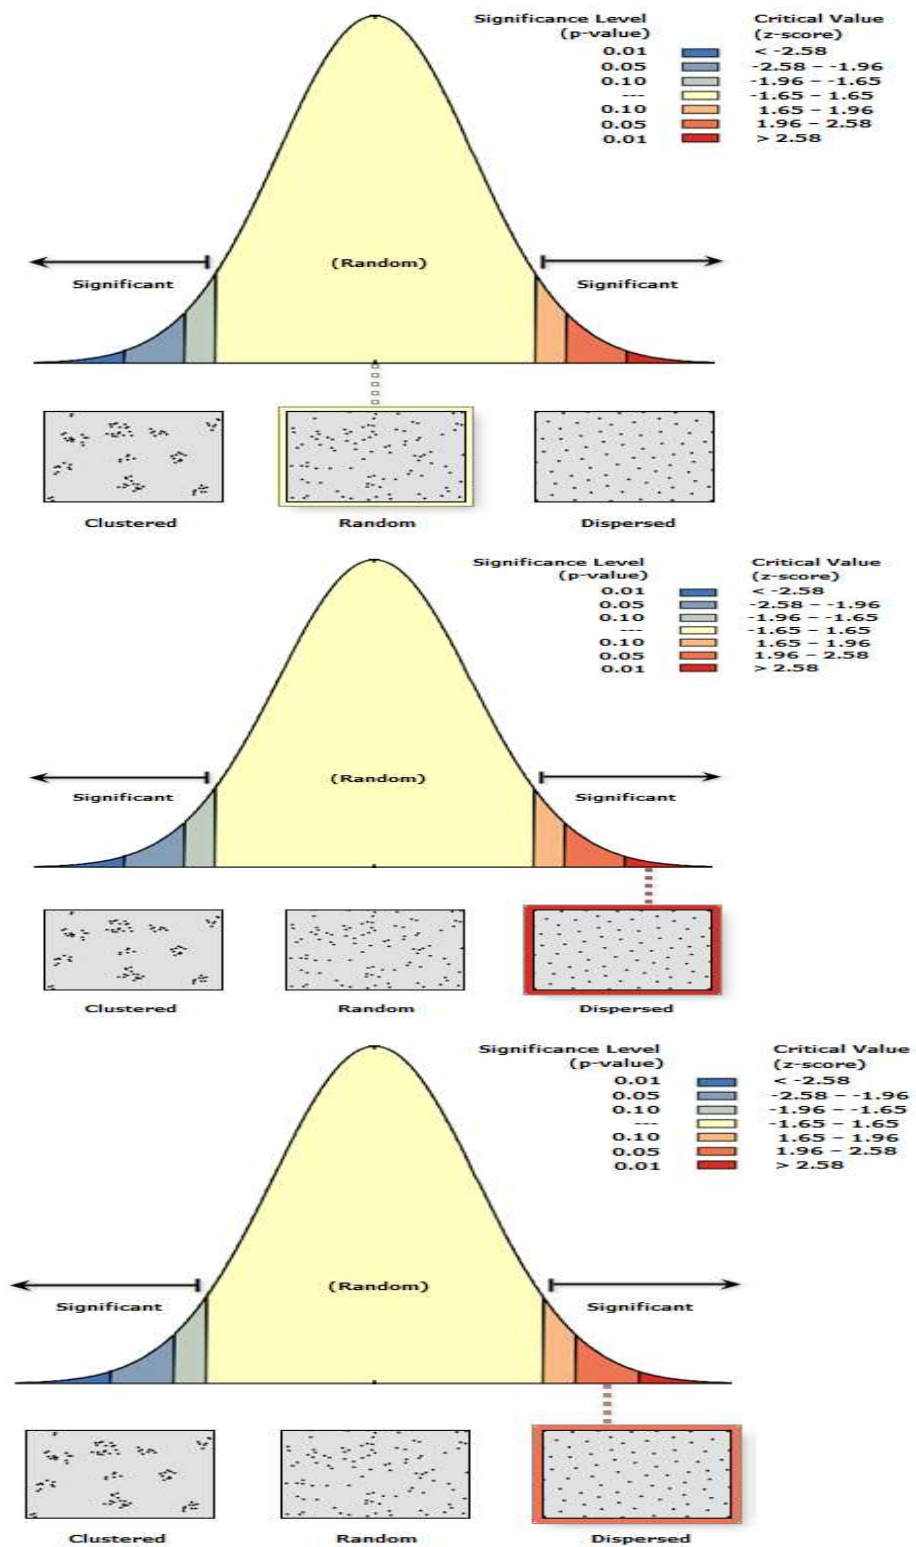 Significance Level Critical Value
(p-value) (z-score)
0.01 < -2.58
0.05 -2.58 – -1.96
0.10 -1.96 – -1.65
--- -1.65 – 1.65
0.10 1.65 – 1.96
0.05 1.96 – 2.58
0.01 > 2.58
(Random)
Significant Significant
Clustered Random Dispersed
Significance Level Critical Value
(p-value) (z-score)
0.01 < -2.58
0.05 -2.58 – -1.96
0.10 -1.96 – -1.65
--- -1.65 – 1.65
0.10 1.65 – 1.96
0.05 1.96 – 2.58
0.01 > 2.58
(Random)
Significant Significant
Clustered Random Dispersed
Significance Level Critical Value
(p-value) (z-score)
0.01 < -2.58
0.05 -2.58 – -1.96
0.10 -1.96 – -1.65
--- -1.65 – 1.65
0.10 1.65 – 1.96
0.05 1.96 – 2.58
0.01 > 2.58
(Random)
Significant Significant
Clustered Random Dispersed